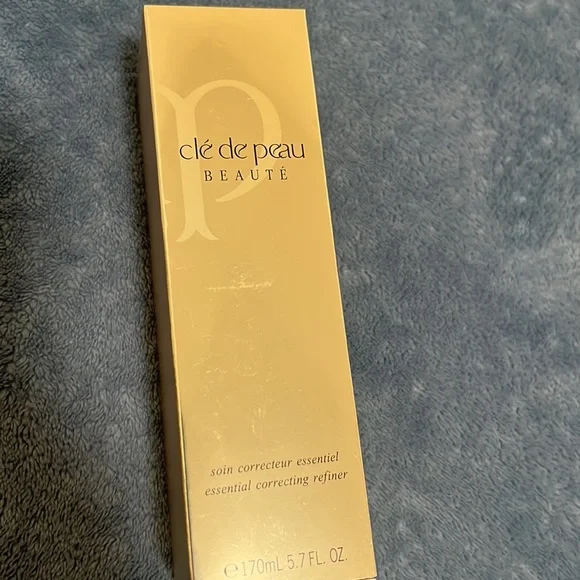 clé de peau
BEAUTÉ
soin correcteur essentiel
essential correcting refiner
℮170mL 5.7 FL. OZ.